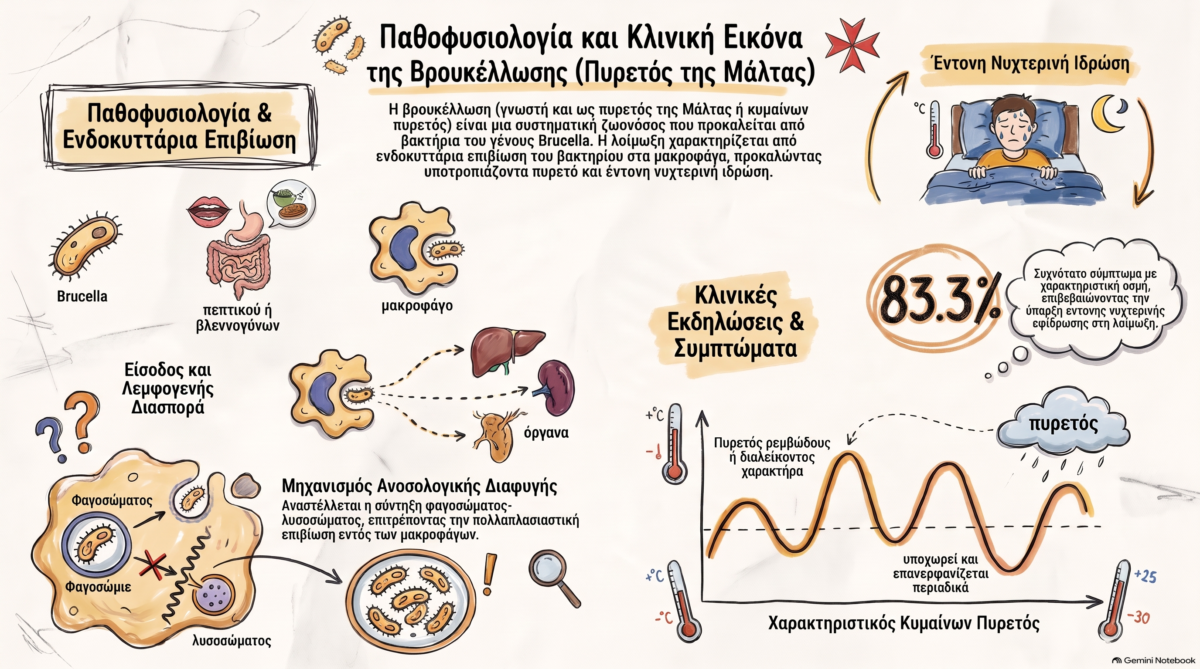 Παθοφυσιολογία και Κλινική Εικόνα
της Βρουκέλλωσης (Πυρετός της Μάλτας)
Η βρουκέλλωση (γνωστή και ως πυρετός της Μάλτας ή κυμαίνων
πυρετός) είναι μια συστηματική ζωονόσος που προκαλείται από
βακτήρια του γένους Brucella. Η λοίμωξη χαρακτηρίζεται από
ενδοκυττάρια επιβίωση του βακτηρίου στα μακροφάγα, προκαλώντας
υποτροπιάζοντα πυρετό και έντονη νυχτερινή ιδρώση.
Παθοφυσιολογία &
Ενδοκυττάρια Επιβίωση
Brucella
πεπτικού ή
βλεννογύνων
μακροφάγο
Είσοδος και
Λεμφογενής
Διασπορά
όργανα
Μηχανισμός Ανοσολογικής Διαφυγής
Αναστέλλεται η σύντηξη φαγοσώματος-
λυσοσώματος, επιτρέποντας την πολλαπλασιαστική
επιβίωση εντός των μακροφάγων.
? ?
Φαγοσώματος
Φαγοσώμιε
λυσοσώματος
!
Έντονη Νυχτερινή Ιδρώση
°C
Κλινικές
Εκδηλώσεις &
Συμπτώματα
83.3%
Συχνότατο σύμπτωμα με
χαρακτηριστική οσμή,
επιβεβαιώνοντας την
ύπαρξη εντονης νυχτερινής
εφίδρωσης στη λοίμωξη.
+°C
Πυρετός ρεμβώδους
ή διαλείκοντος
χαρακτήρα
πυρετός
υποχωρεί και
επανερφανίζεται
περιαδικά
+°C
-°C
+25
-30
Χαρακτηριστικός Κυμαίνων Πυρετός
Gemini Notebook